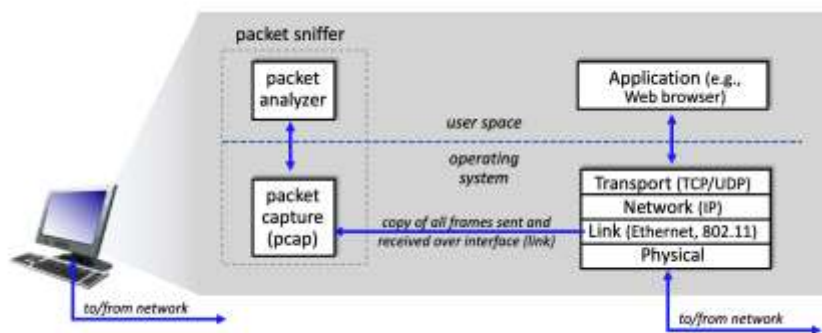 packet sniffer
packet
analyzer
Application (e.g.,
Web browser)
user space
operating
system
packet
capture
(pcap)
copy of all frames sent and
received over interface (link)
Transport (TCP/UDP)
Network (IP)
Link (Ethernet, 802.11)
Physical
to/from network
to/from network